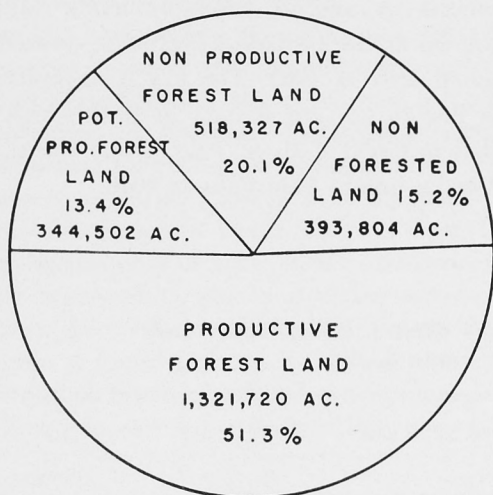 NON PRODUCTIVE
FOREST LAND
518,327 AC.
20.1%
POT.
PRO. FOREST
LAND
13.4%
344,502 AC.
NON
FORESTED
LAND 15.2%
393,804 AC.
PRODUCTIVE
FOREST LAND
1,321,720 AC.
51.3%